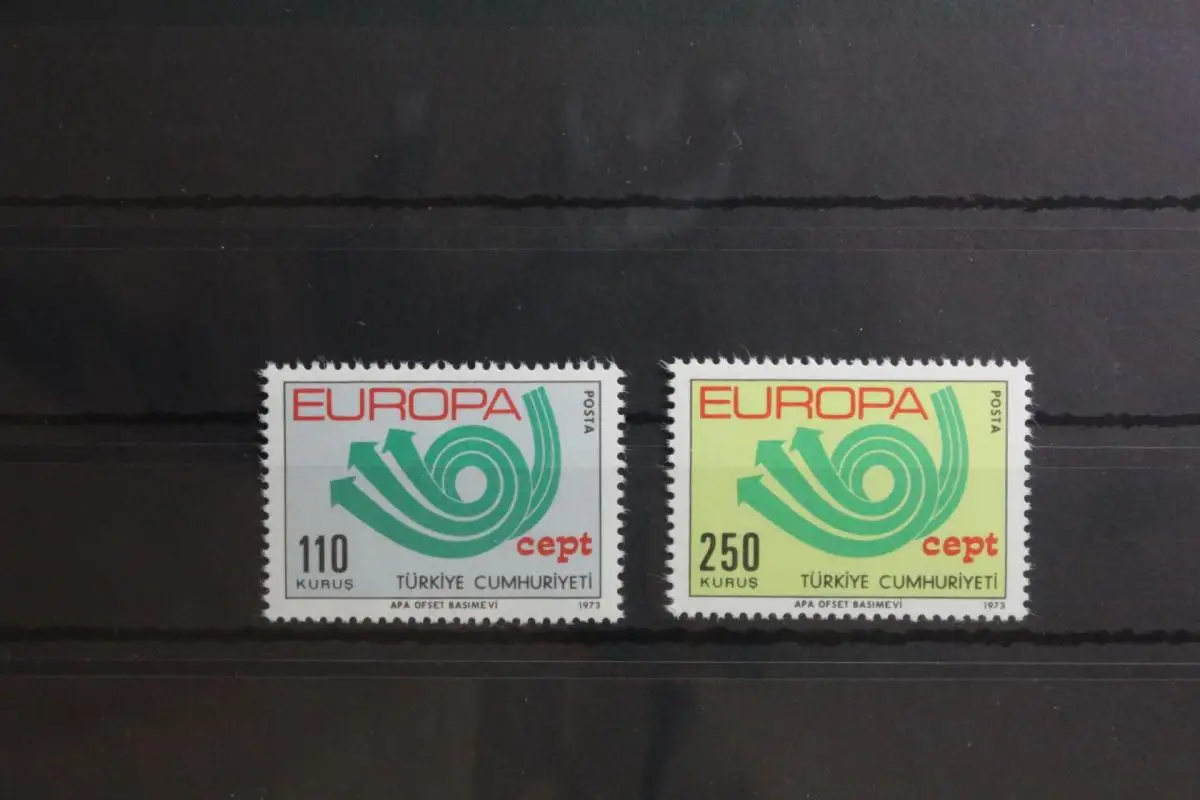 EUROPA
POSTA
cept
110
KURUŞ
TÜRKİYE CUMHURİYETİ
APA OFSET BASIMEVİ 1973
EUROPA
POSTA
cept
250
KURUŞ
TÜRKİYE CUMHURİYETİ
APA OFSET BASIMEVİ 1973